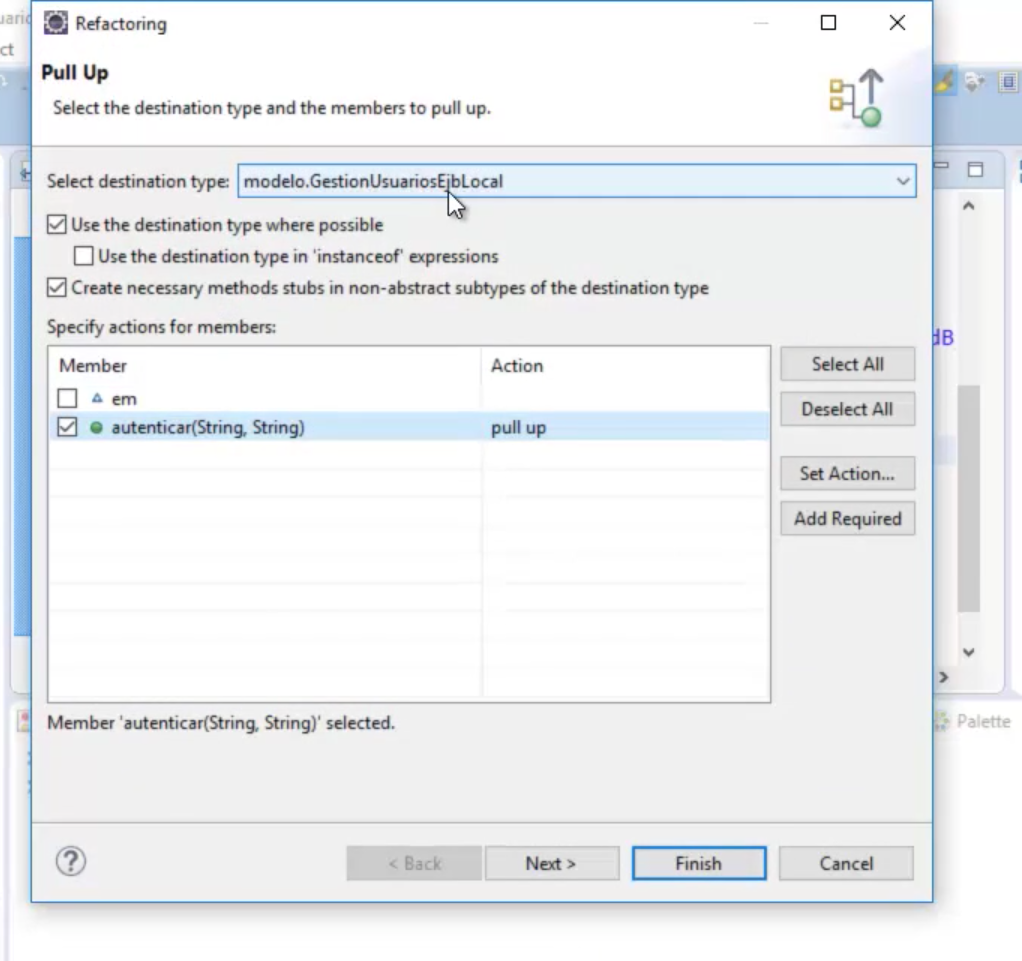 uaric
Refactoring
ct
Pull Up
Select the destination type and the members to pull up.
Select destination type: modelo.GestionUsuariosEjbLocal
Use the destination type where possible
Use the destination type in 'instanceof' expressions
Create necessary methods stubs in non-abstract subtypes of the destination type
Specify actions for members:
Member Action
em
autenticar(String, String) pull up
Select All
Deselect All
Set Action...
Add Required
dB
Member 'autenticar(String, String)' selected.
Palette
? < Back Next > Finish Cancel